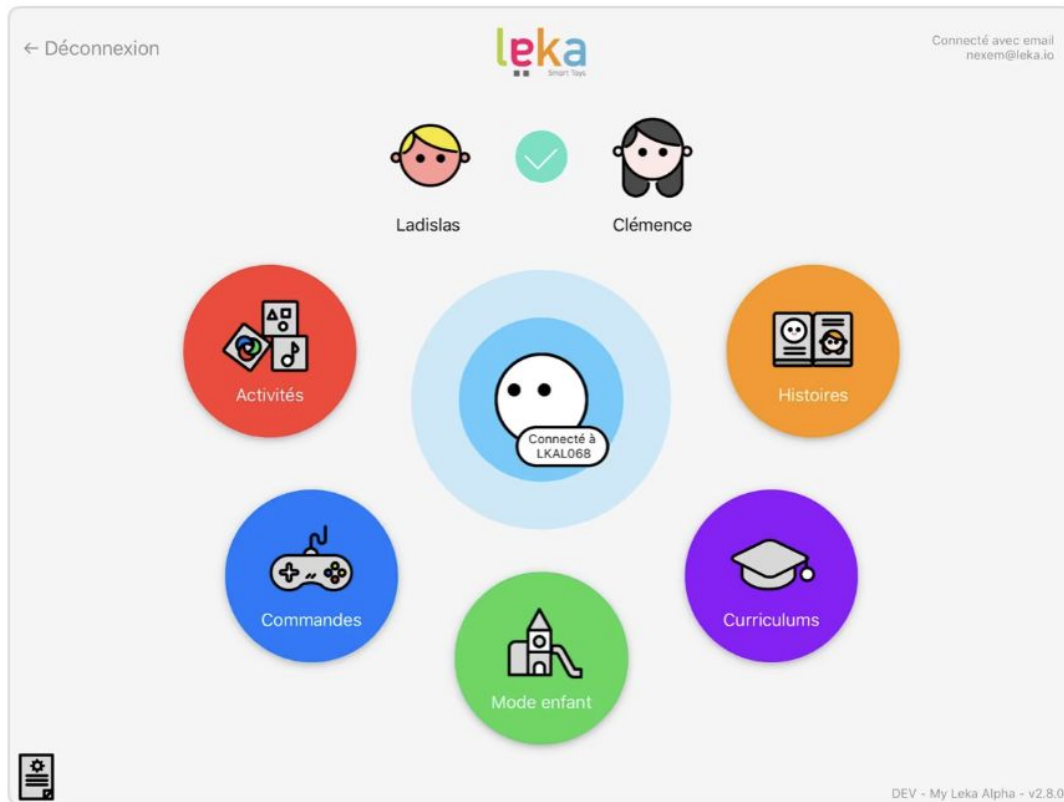 ← Déconnexion
leka
Smart Toys
Connecté avec email
nexem@leka.io
Ladislas
Clémence
Activités
Histoires
Connecté à
LKAL068
Commandes
Curriculums
Mode enfant
DEV - My Leka Alpha - v2.8.0